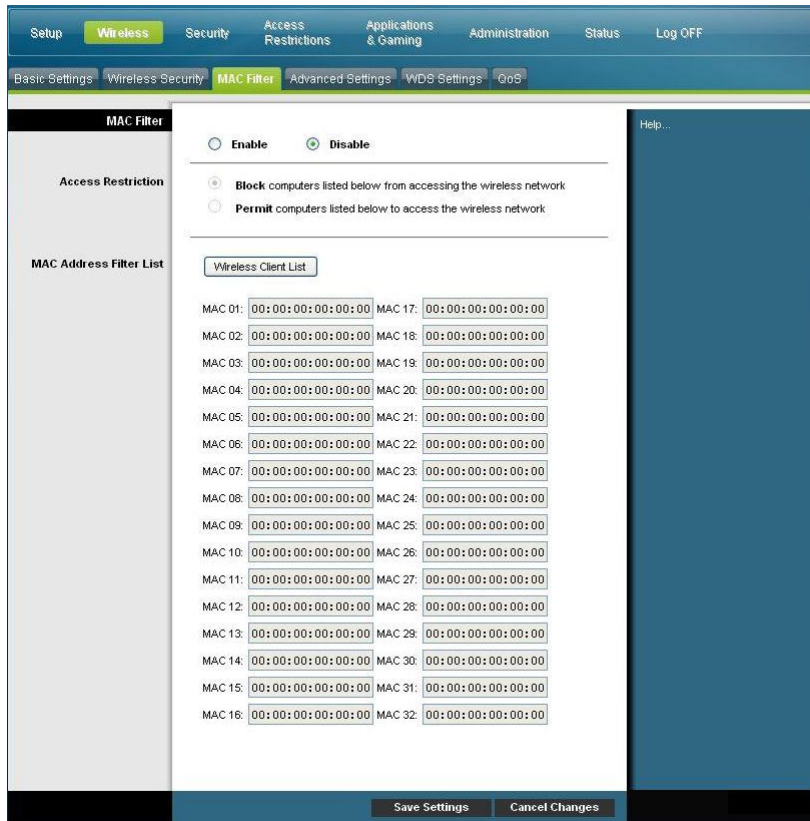 Setup Wireless Security Access Restrictions Applications & Gaming Administration Status Log OFF
Basic Settings Wireless Security MAC Filter Advanced Settings WDS Settings QoS
MAC Filter
Help...
Enable Disable
Access Restriction
Block computers listed below from accessing the wireless network
Permit computers listed below to access the wireless network
MAC Address Filter List
Wireless Client List
MAC 01: 00:00:00:00:00:00 MAC 17: 00:00:00:00:00:00
MAC 02: 00:00:00:00:00:00 MAC 18: 00:00:00:00:00:00
MAC 03: 00:00:00:00:00:00 MAC 19: 00:00:00:00:00:00
MAC 04: 00:00:00:00:00:00 MAC 20: 00:00:00:00:00:00
MAC 05: 00:00:00:00:00:00 MAC 21: 00:00:00:00:00:00
MAC 06: 00:00:00:00:00:00 MAC 22: 00:00:00:00:00:00
MAC 07: 00:00:00:00:00:00 MAC 23: 00:00:00:00:00:00
MAC 08: 00:00:00:00:00:00 MAC 24: 00:00:00:00:00:00
MAC 09: 00:00:00:00:00:00 MAC 25: 00:00:00:00:00:00
MAC 10: 00:00:00:00:00:00 MAC 26: 00:00:00:00:00:00
MAC 11: 00:00:00:00:00:00 MAC 27: 00:00:00:00:00:00
MAC 12: 00:00:00:00:00:00 MAC 28: 00:00:00:00:00:00
MAC 13: 00:00:00:00:00:00 MAC 29: 00:00:00:00:00:00
MAC 14: 00:00:00:00:00:00 MAC 30: 00:00:00:00:00:00
MAC 15: 00:00:00:00:00:00 MAC 31: 00:00:00:00:00:00
MAC 16: 00:00:00:00:00:00 MAC 32: 00:00:00:00:00:00
Save Settings Cancel Changes